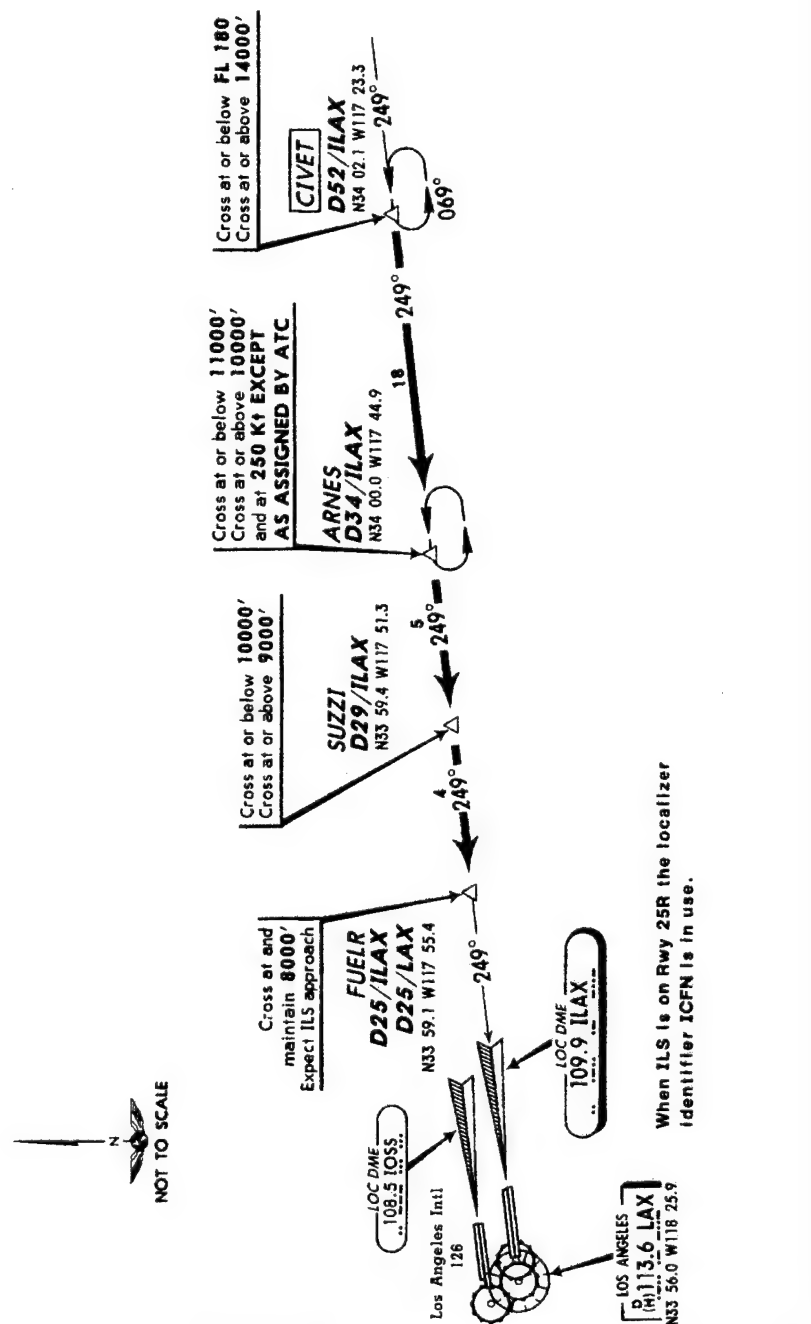 NOT TO SCALE
N
Cross at and
maintain 8000'
Expect ILS approach
FUELR
D25/ILAX
D25/LAX
N33 59.1 W117 55.4
Cross at or below 10000'
Cross at or above 9000'
SUZZI
D29/ILAX
N33 59.4 W117 51.3
Cross at or below 11000'
Cross at or above 10000'
and at 250 Kt EXCEPT
AS ASSIGNED BY ATC
ARNES
D34/ILAX
N34 00.0 W117 44.9
Cross at or below FL 180
Cross at or above 14000'
CIVET
D52/ILAX
N34 02.1 W117 23.3
249°
069°
249°
18
5
249°
4
249°
249°
LOC DME
108.5 IOSS
Los Angeles Intl
126
LOC DME
109.9 ILAX
LOS ANGELES
D
(H) 113.6 LAX
N33 56.0 W118 25.9
When ILS is on Rwy 25R the localizer
identifier ICFN is in use.